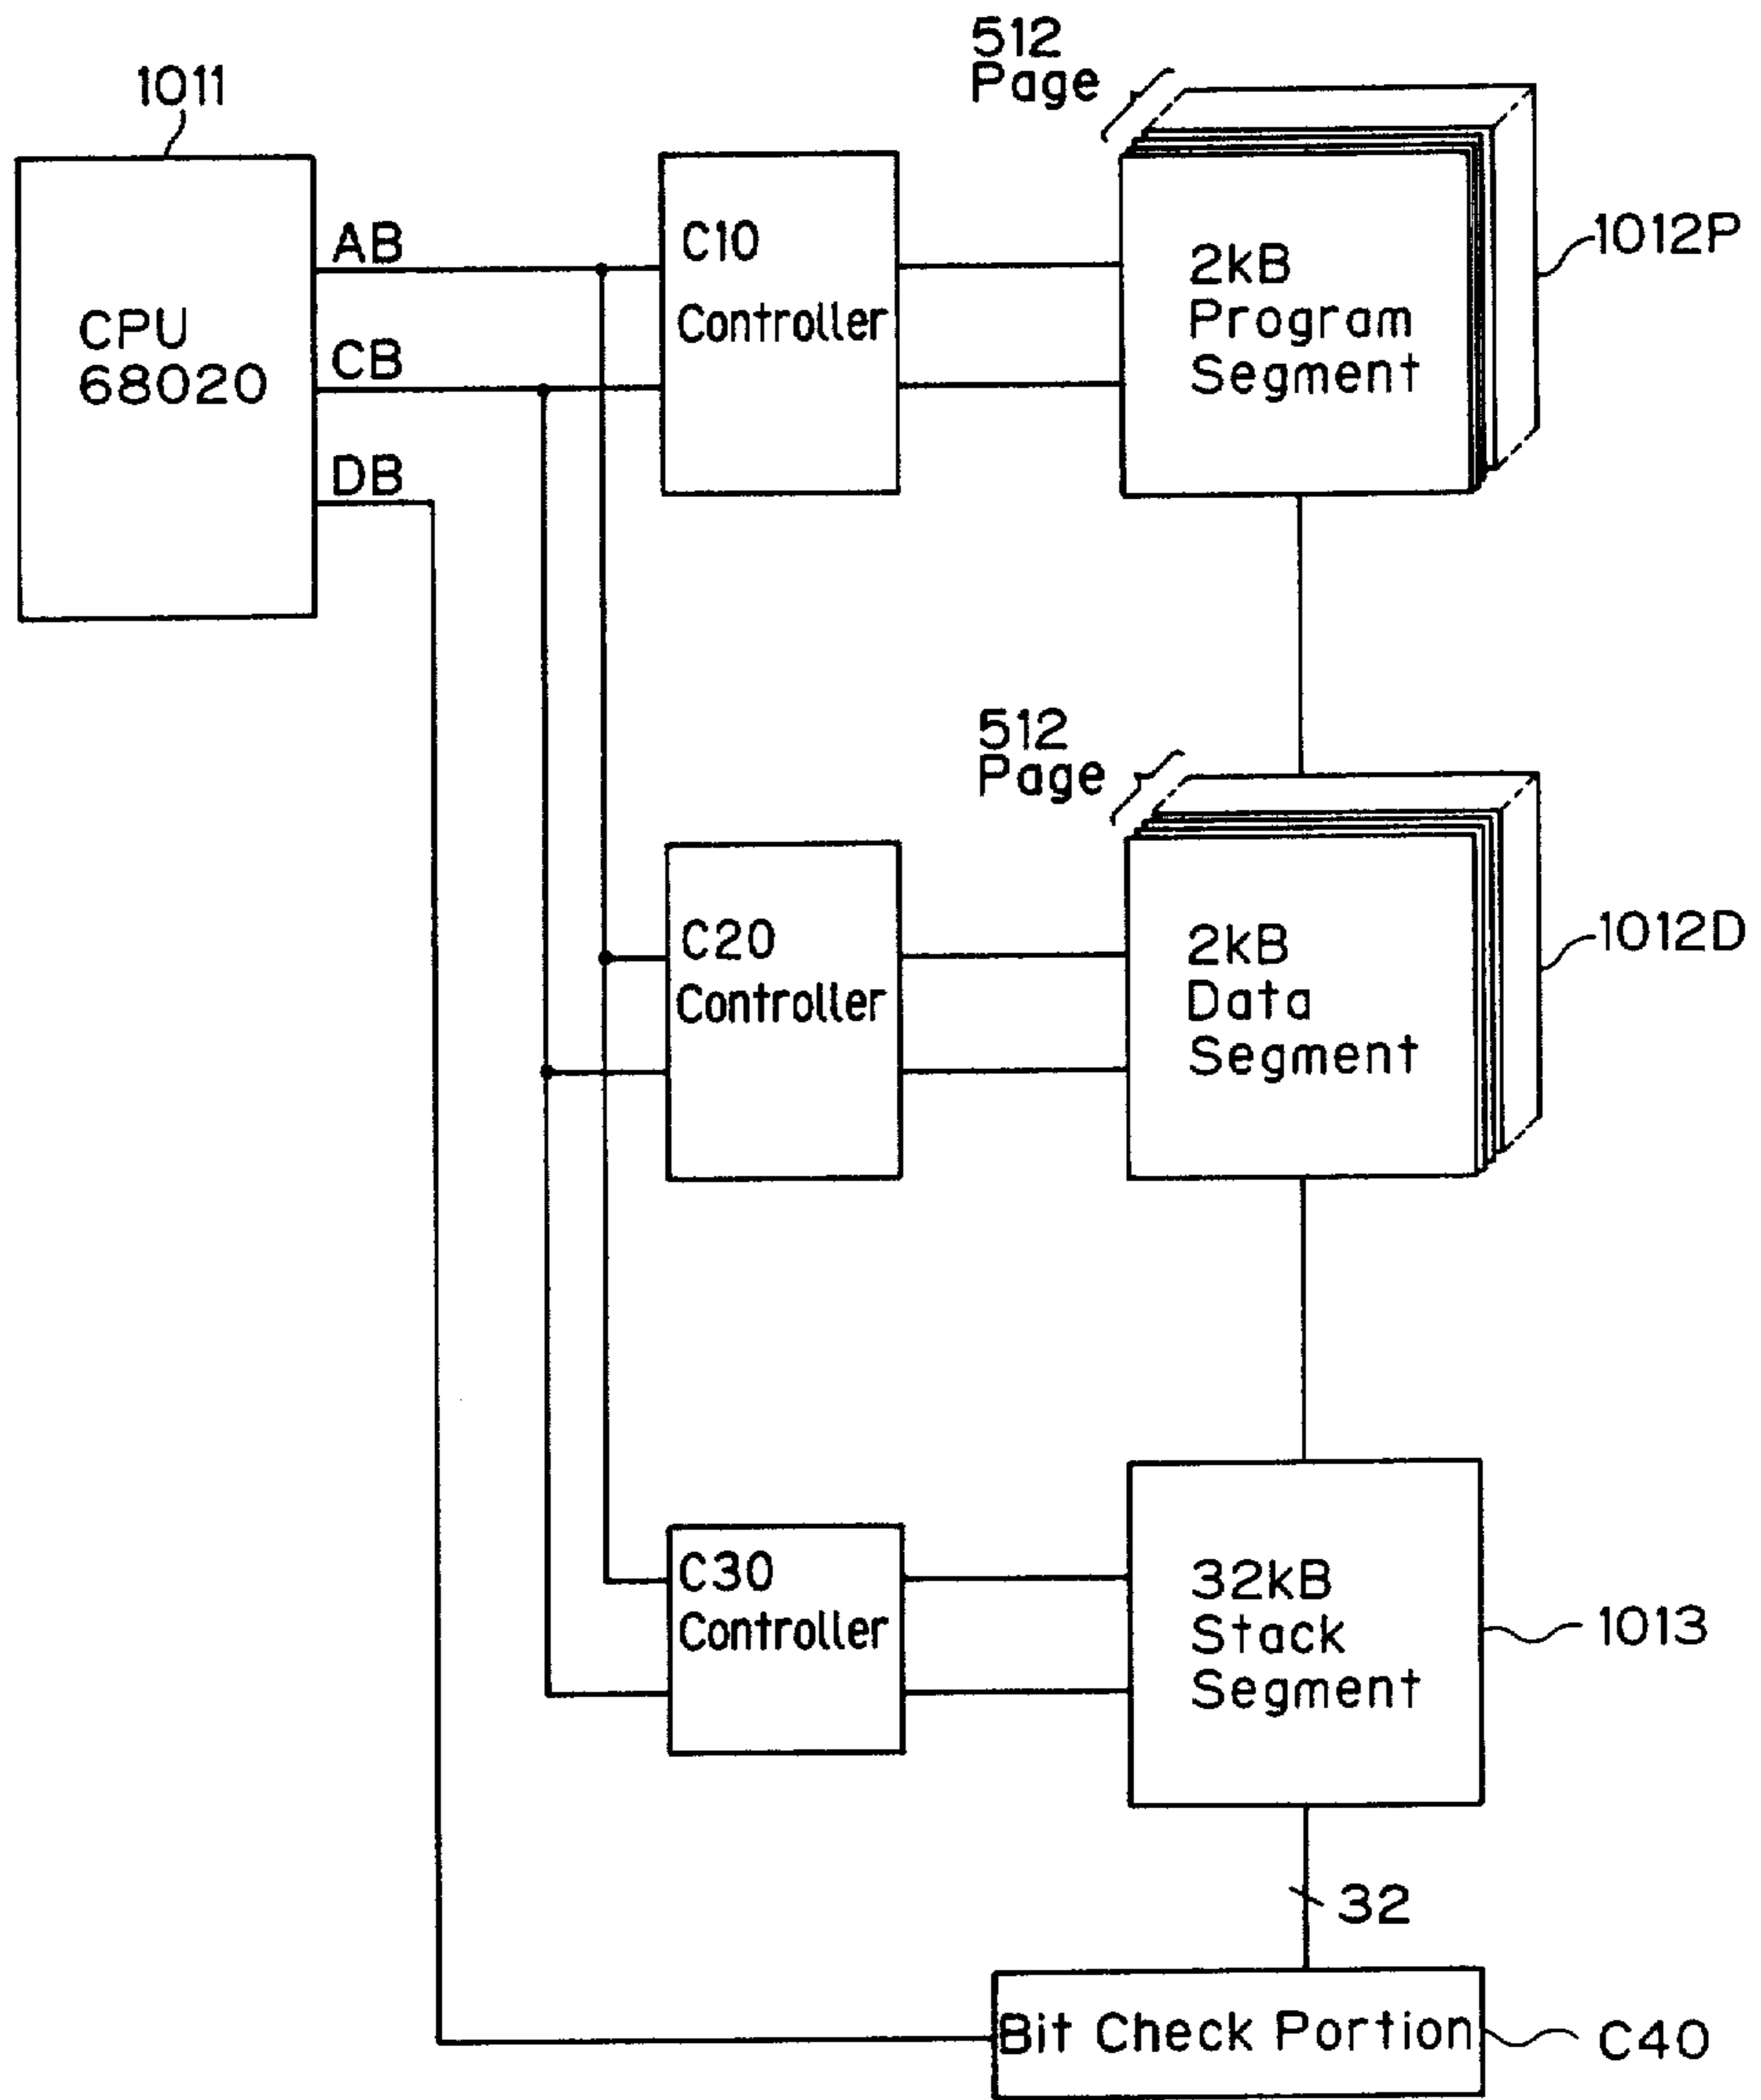 512
Page
1011
CPU
68020
AB
CB
DB
C10
Controller
2kB
Program
Segment
1012P
512
Page
C20
Controller
2kB
Data
Segment
1012D
C30
Controller
32kB
Stack
Segment
1013
32
Bit Check Portion
C40